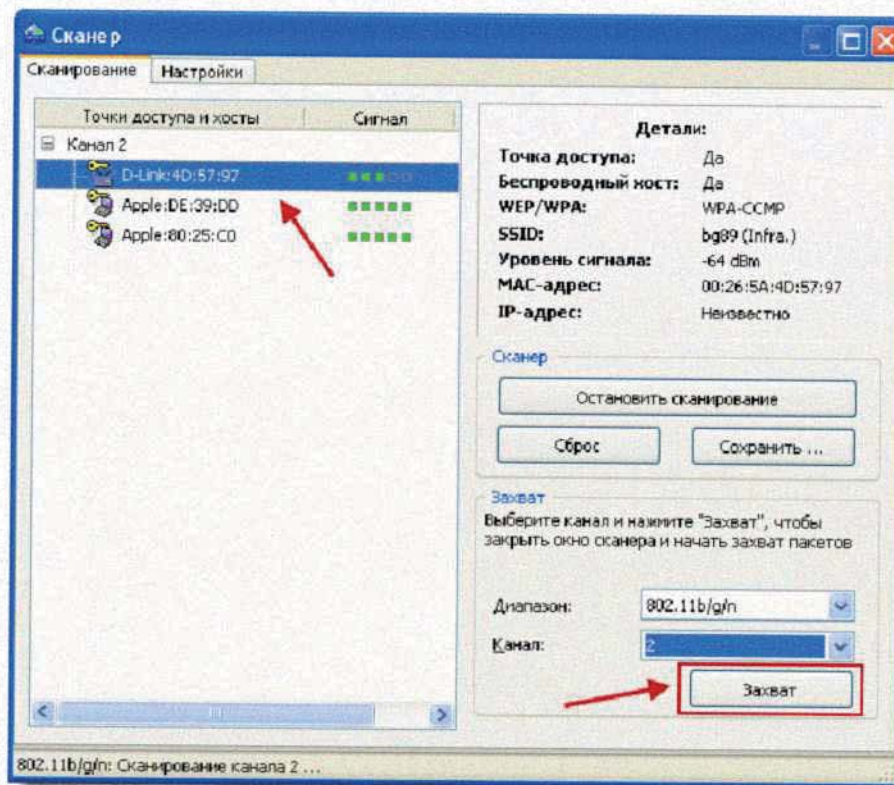 Сканер
Сканирование
Настройки
Точки доступа и хосты
Сигнал
Канал 2
D-Link:4D:57:97
Apple:DE:39:DD
Apple:80:25:C0
Детали:
Точка доступа: Да
Беспроводный хост: Да
WEP/WPA: WPA-CCMP
SSID: bg89 (Infra.)
Уровень сигнала: -64 dBm
MAC-адрес: 00:26:5A:4D:57:97
IP-адрес: Неизвестно
Сканер
Остановить сканирование
Сброс
Сохранить ...
Захват
Выберите канал и нажмите "Захват", чтобы
закрыть окно сканера и начать захват пакетов
Диапазон: 802.11b/g/n
Канал: 2
Захват
802.11b/g/n: Сканирование канала 2 ...